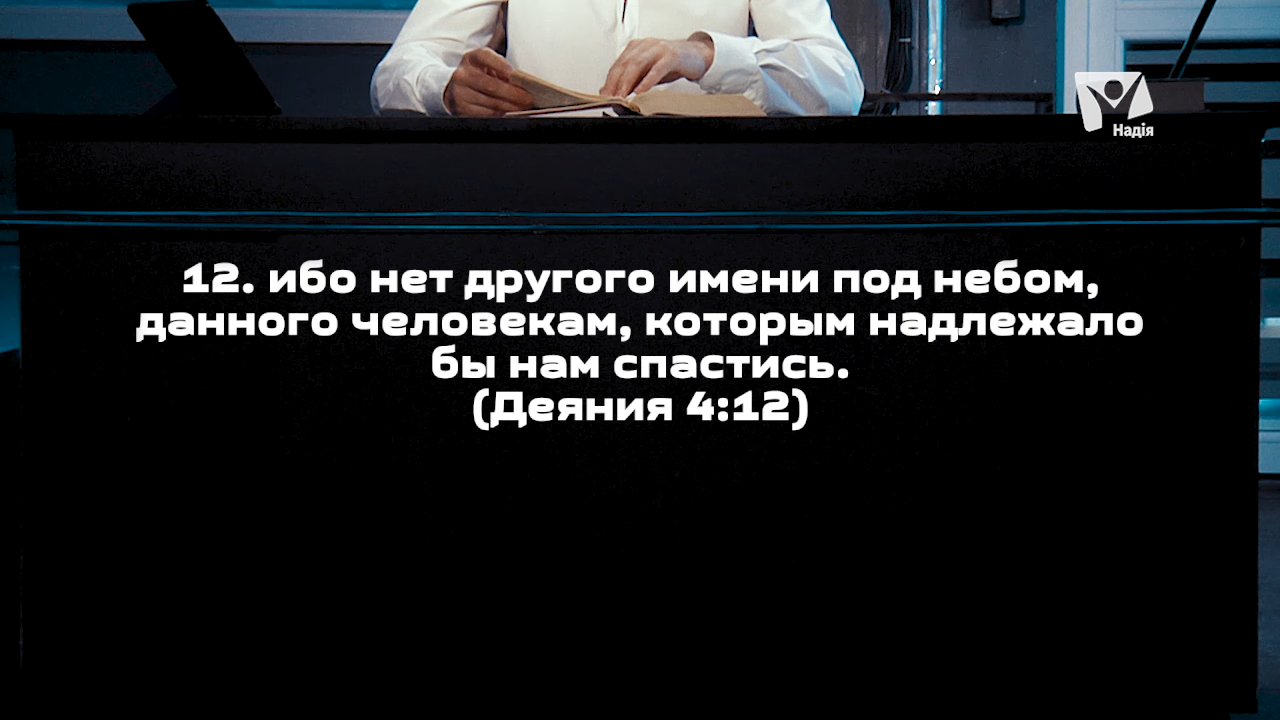 Надія
12. ибо нет другого имени под небом,
данного человекам, которым надлежало
бы нам спастись.
(Деяния 4:12)